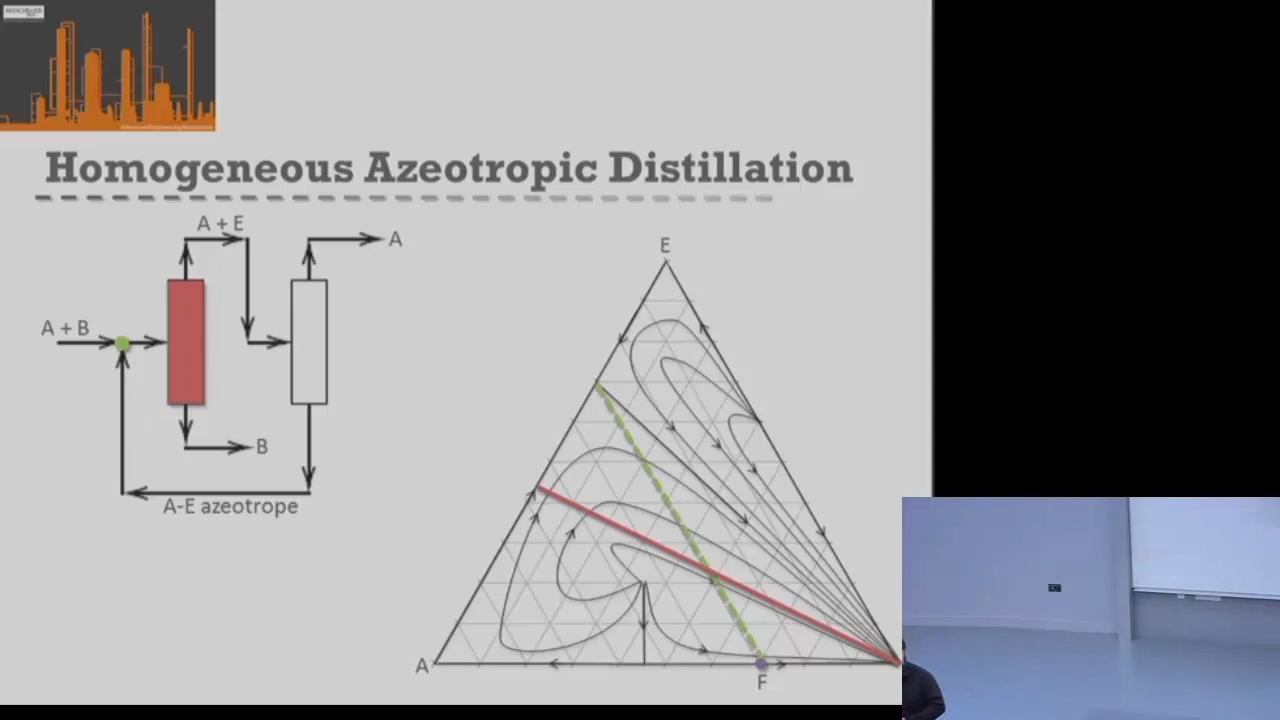 Homogeneous Azeotropic Distillation
A + E
A
A + B
B
A-E azeotrope
E
A
F